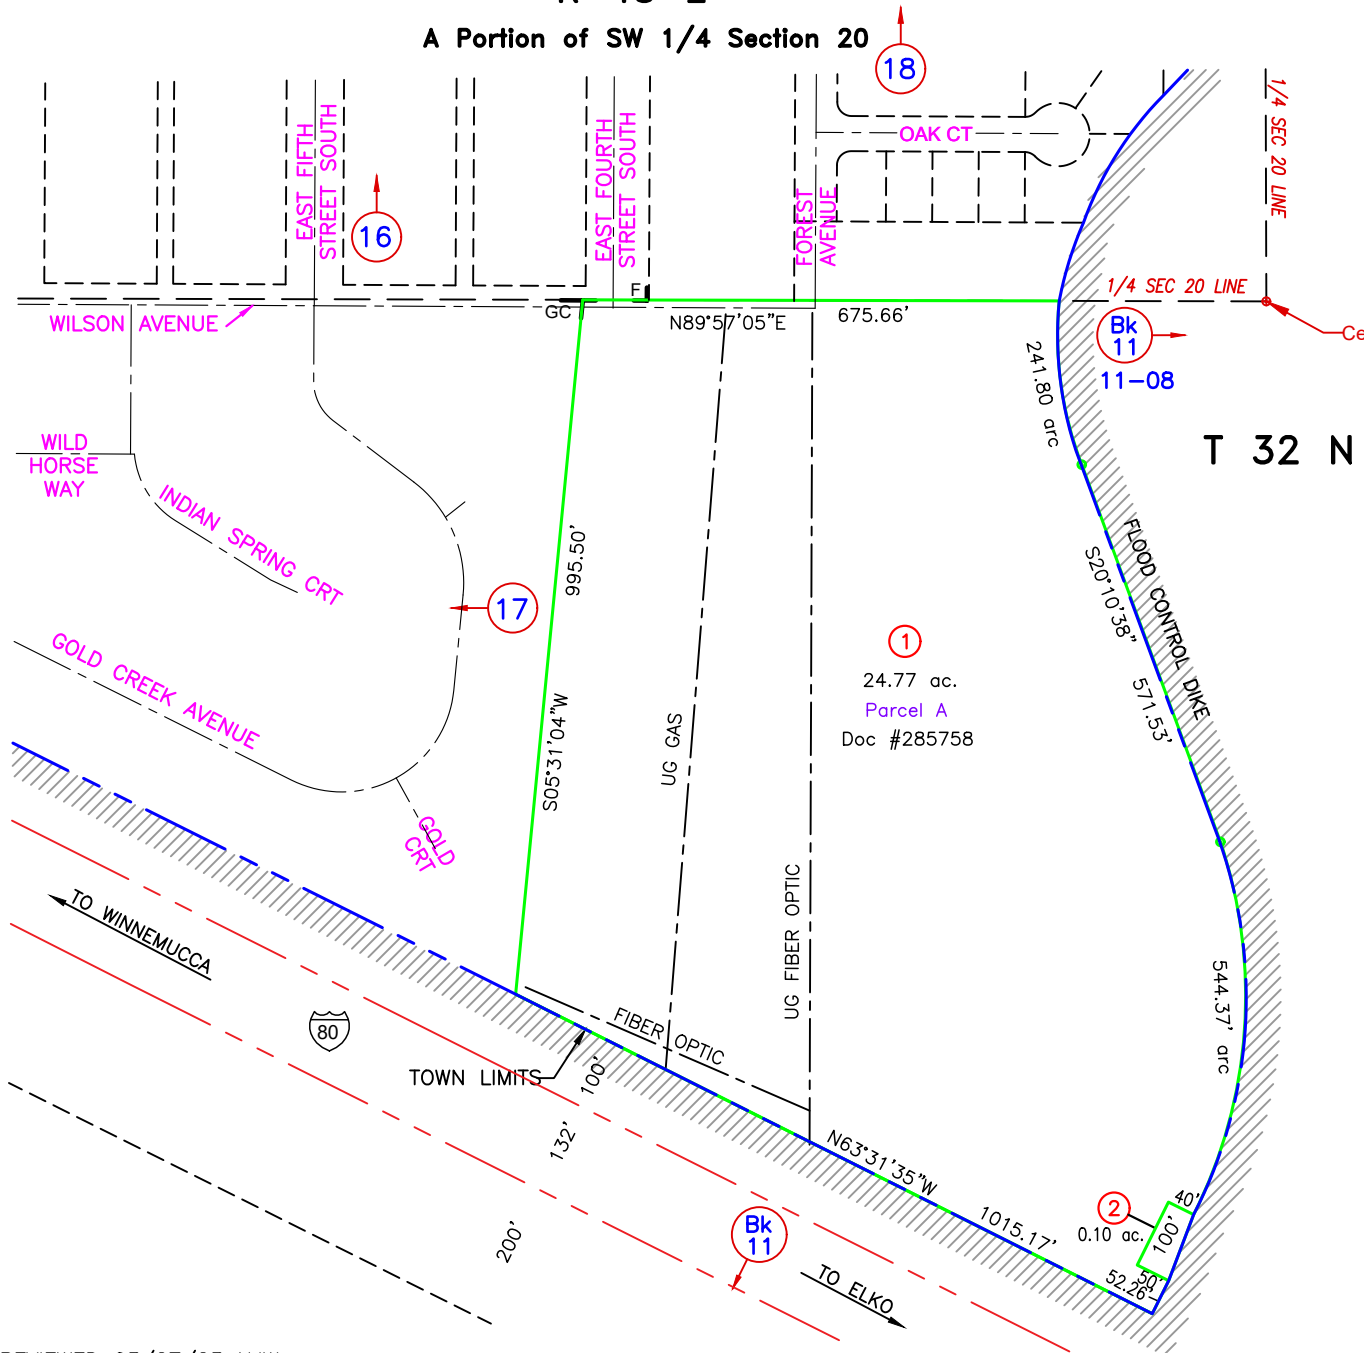 A Portion of SW 1/4 Section 20
18
1/4 SEC 20 LINE
OAK CT
EAST FIFTH
STREET SOUTH
EAST FOURTH
STREET SOUTH
FOREST
AVENUE
16
1/4 SEC 20 LINE
F
GC
WILSON AVENUE
N89°57'05"E
675.66'
Bk
11
11-08
241.80 arc
T 32 N
WILD
HORSE
WAY
INDIAN SPRING CRT
995.50'
FLOOD CONTROL DIKE
S20°10'38"
571.53'
17
1
24.77 ac.
Parcel A
Doc #285758
GOLD CREEK AVENUE
S05°31'04"W
UG GAS
GOLD
CRT
UG FIBER OPTIC
TO WINNEMUCCA
80
FIBER OPTIC
TOWN LIMITS
100'
132'
200'
544.37' arc
N63°31'35"W
1015.17'
2
0.10 ac.
40'
100'
50'
52.26'
Bk
11
TO ELKO